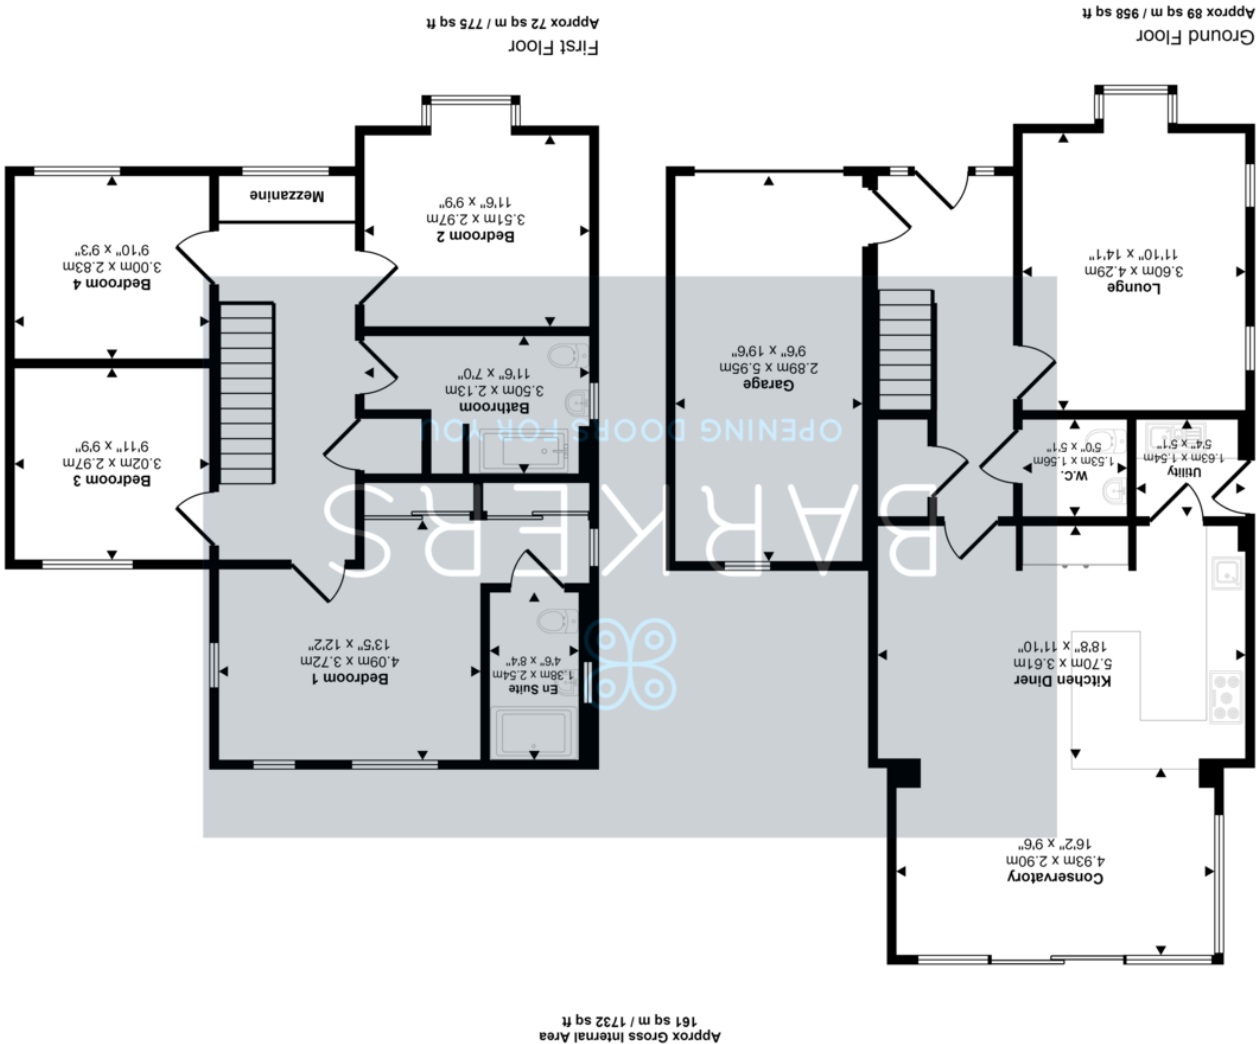 Approx Gross Internal Area
161 sq m / 1732 sq ft
Conservatory
4.93m x 2.90m
16'2" x 9'6"
Kitchen Diner
5.70m x 3.61m
18'8" x 11'10"
Utility
1.63m x 1.54m
5'4" x 5'1"
W.C.
1.53m x 1.56m
5'0" x 5'1"
Lounge
3.60m x 4.29m
11'10" x 14'1"
Garage
2.89m x 5.95m
9'6" x 19'6"
Ground Floor
Approx 89 sq m / 958 sq ft
En Suite
1.38m x 2.54m
4'6" x 8'4"
Bedroom 1
4.09m x 3.72m
13'5" x 12'2"
Bathroom
3.50m x 2.13m
11'6" x 7'0"
Bedroom 3
3.02m x 2.97m
9'11" x 9'9"
Bedroom 2
3.51m x 2.97m
11'6" x 9'9"
Bedroom 4
3.00m x 2.83m
9'10" x 9'3"
Mezzanine
First Floor
Approx 72 sq m / 775 sq ft
BARKERS
OPENING DOORS FOR YOU